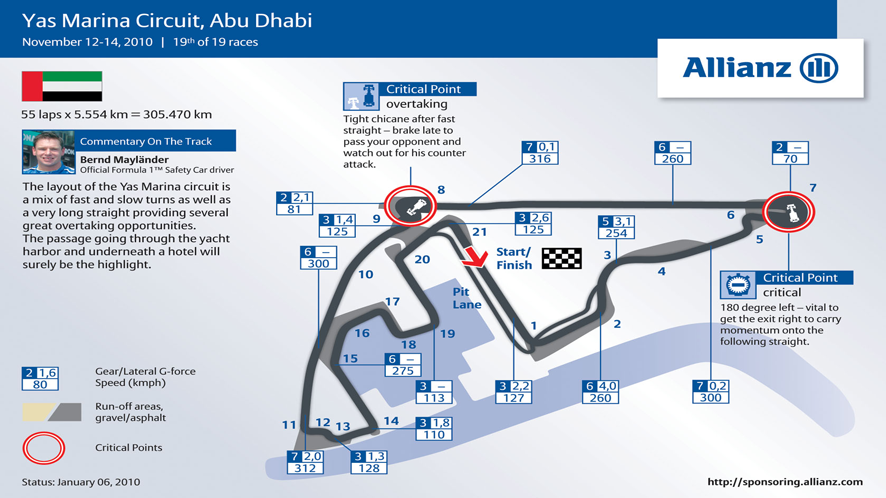 Yas Marina Circuit, Abu Dhabi
November 12-14, 2010 | 19th of 19 races
Allianz
55 laps x 5.554 km = 305.470 km
Commentary On The Track
Bernd Mayländer
Official Formula 1™ Safety Car driver
The layout of the Yas Marina circuit is
a mix of fast and slow turns as well as
a very long straight providing several
great overtaking opportunities.
The passage going through the yacht
harbor and underneath a hotel will
surely be the highlight.
Critical Point
overtaking
Tight chicane after fast
straight – brake late to
pass your opponent and
watch out for his counter
attack.
7 0,1
316
6 –
260
2 –
70
8
7
2 2,1
81
3 1,4
125
9
21
3 2,6
125
5 3,1
254
6
5
6 –
300
20
Start/
Finish
3
4
10
Critical Point
critical
180 degree left – vital to
get the exit right to carry
momentum onto the
following straight.
17
Pit
Lane
16
19
1
2
18
15
6 –
275
2 1,6
80
Gear/Lateral G-force
Speed (kmph)
3 –
113
3 2,2
127
6 4,0
260
7 0,2
300
Run-off areas,
gravel/asphalt
11
12
13
14
3 1,8
110
Critical Points
7 2,0
312
3 1,3
128
Status: January 06, 2010
http://sponsoring.allianz.com